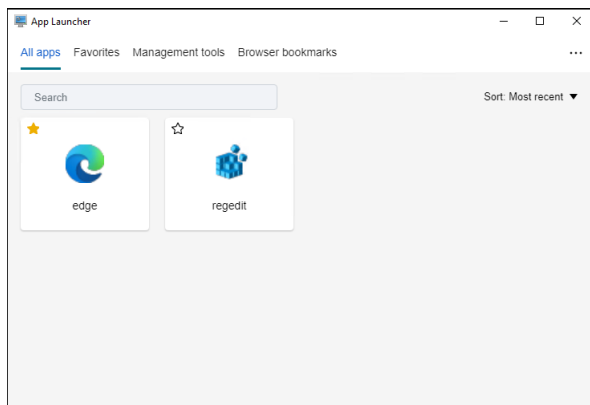 App Launcher
All apps Favorites Management tools Browser bookmarks
Search
Sort: Most recent
edge
regedit